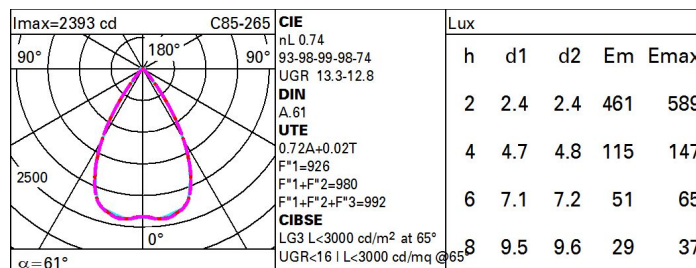 Imax=2393 cd C85-265
90° 180° 90°
2500
0°
α=61°
CIE
nL 0.74
93-98-99-98-74
UGR 13.3-12.8
DIN
A.61
UTE
0.72A+0.02T
F"1=926
F"1+F"2=980
F"1+F"2+F"3=992
CIBSE
LG3 L<3000 cd/m² at 65°
UGR<16 | L<3000 cd/mq @65°
Lux
h d1 d2 Em Emax
2 2.4 2.4 461 589
4 4.7 4.8 115 147
6 7.1 7.2 51 65
8 9.5 9.6 29 37